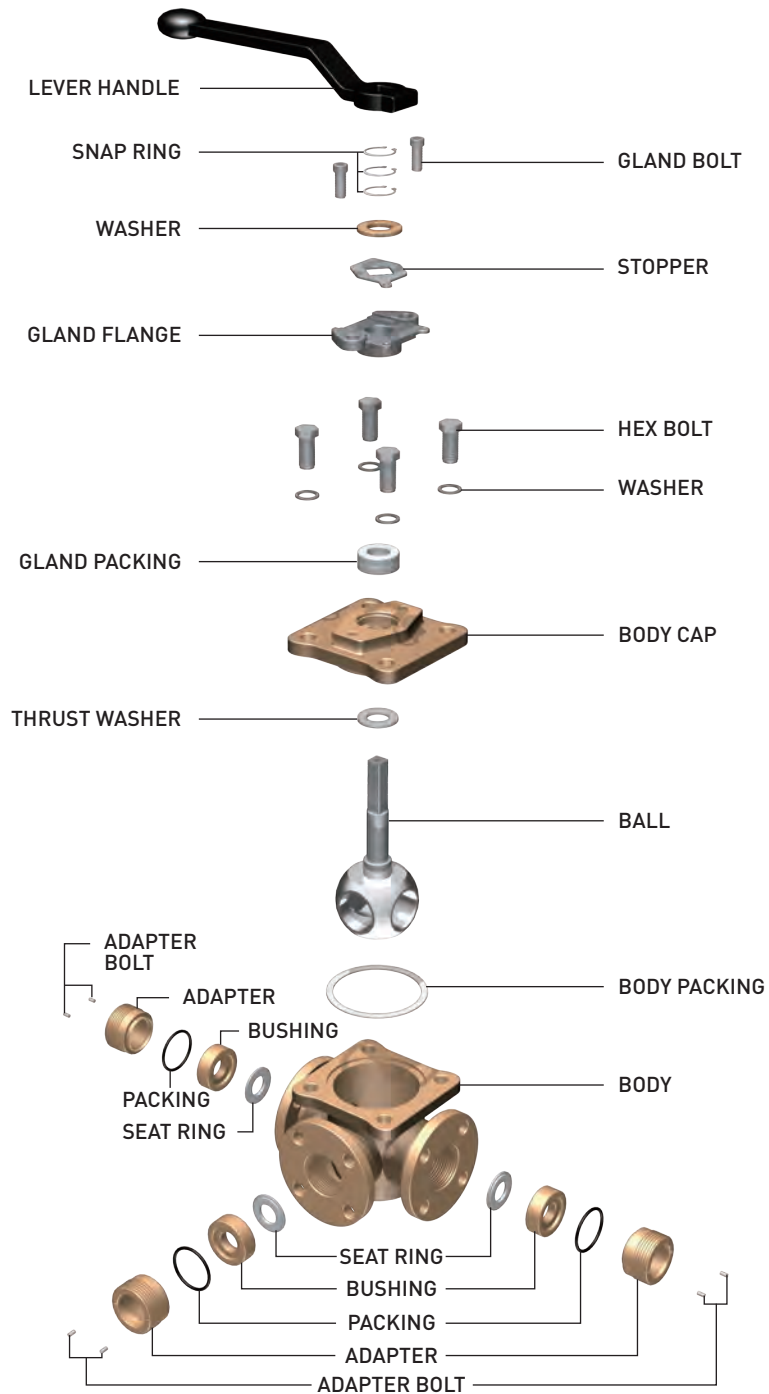 LEVER HANDLE
SNAP RING
GLAND BOLT
WASHER
STOPPER
GLAND FLANGE
HEX BOLT
WASHER
GLAND PACKING
BODY CAP
THRUST WASHER
BALL
ADAPTER
BOLT
ADAPTER
BODY PACKING
BUSHING
BODY
PACKING
SEAT RING
SEAT RING
BUSHING
PACKING
ADAPTER
ADAPTER BOLT